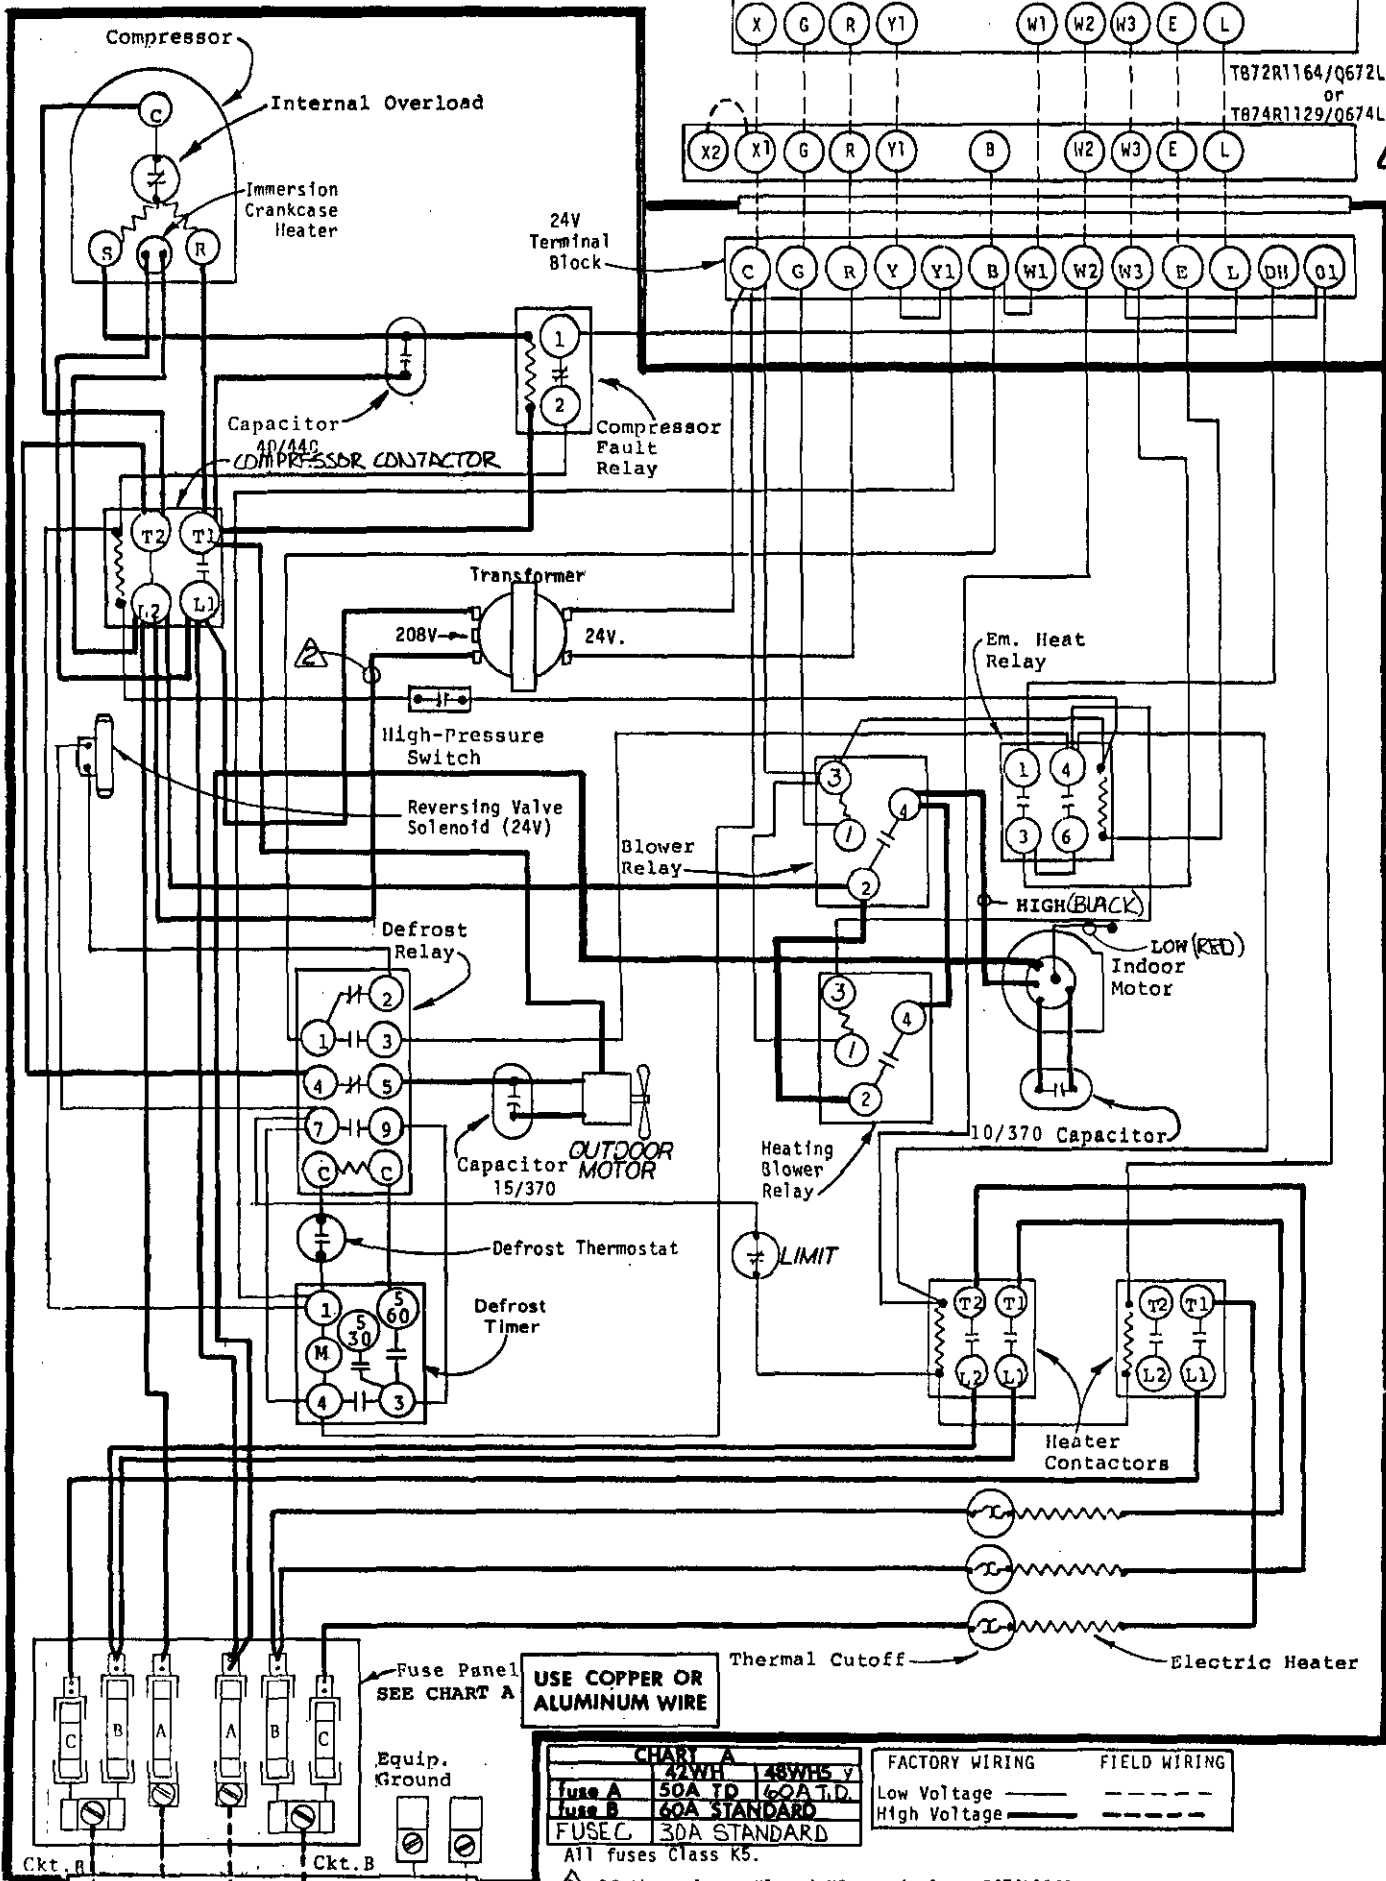 X G R Y1 W1 W2 W3 E L
T872R1164/Q672L
or
T874R1129/Q674L
X2 X1 G R Y1 B W2 W3 E L
24V
Terminal
Block
C G R Y Y1 B W1 W2 W3 E L DH O1
Compressor
Internal Overload
Immersion
Crankcase
Heater
C
S R
Capacitor
40/440
1
2
Compressor
Fault
Relay
COMPRESSOR CONTACTOR
T2 T1
L2 L1
Transformer
208V
24V.
2
High-Pressure
Switch
Reversing Valve
Solenoid (24V)
Em. Heat
Relay
1 4
3 6
Blower
Relay
3
4
1
2
HIGH (BLACK)
LOW (RED)
Indoor
Motor
3
4
1
2
Heating
Blower
Relay
10/370 Capacitor
Defrost
Relay
2
1 3
4 5
7 9
C C
Capacitor
15/370
OUTDOOR
MOTOR
Defrost Thermostat
LIMIT
Defrost
Timer
1
5
30
5
60
M
4 3
T2 T1
L2 L1
T2 T1
L2 L1
Heater
Contactors
Thermal Cutoff
Electric Heater
Fuse Panel
SEE CHART A
C B A A B C
USE COPPER OR
ALUMINUM WIRE
Equip.
Ground
Ckt. B
Ckt.B
CHART A
42WH 48WHS V
fuse A 50A TD 60A T.D.
fuse B 60A STANDARD
FUSE C 30A STANDARD
All fuses Class K5.
FACTORY WIRING FIELD WIRING
Low Voltage
High Voltage